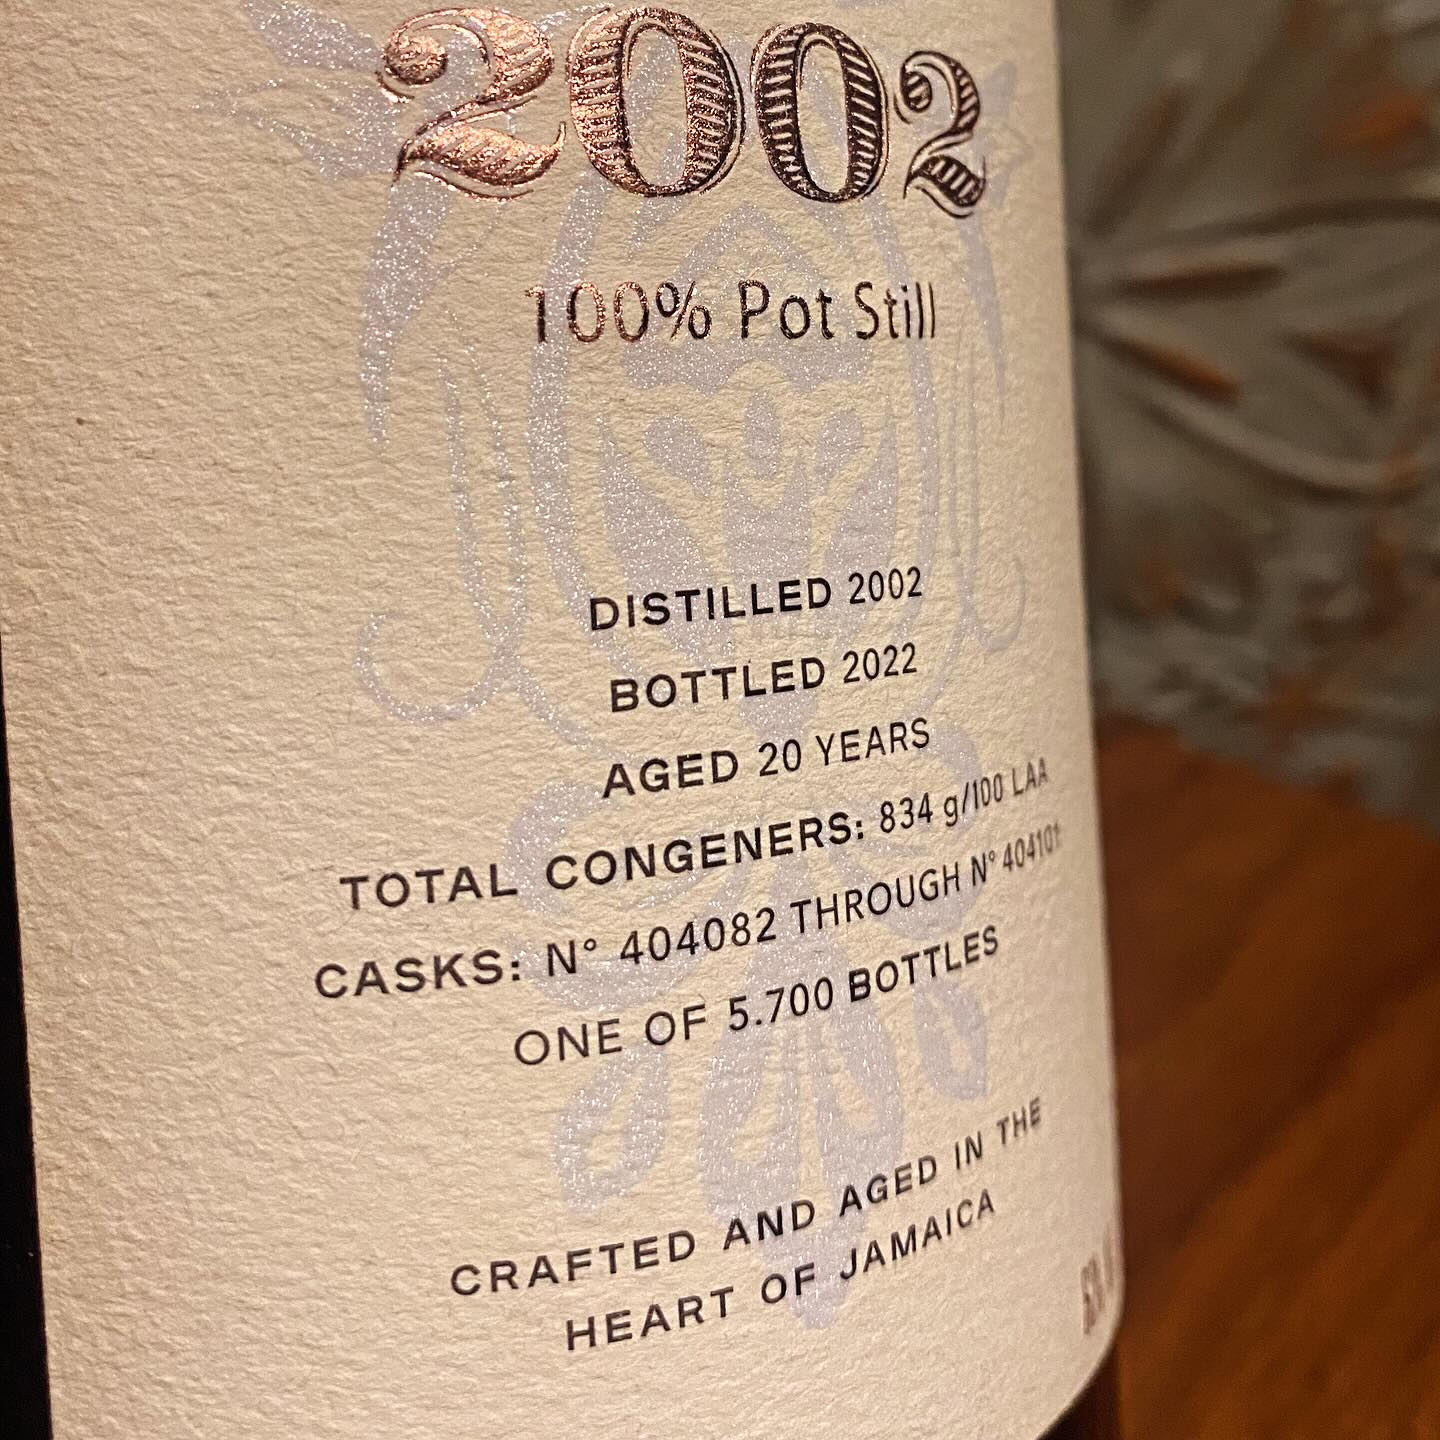 2002
100% Pot Still
DISTILLED 2002
BOTTLED 2022
AGED 20 YEARS
TOTAL CONGENERS: 834 g/100 LAA
CASKS: N° 404082 THROUGH N° 404101
ONE OF 5.700 BOTTLES
CRAFTED AND AGED IN THE
HEART OF JAMAICA